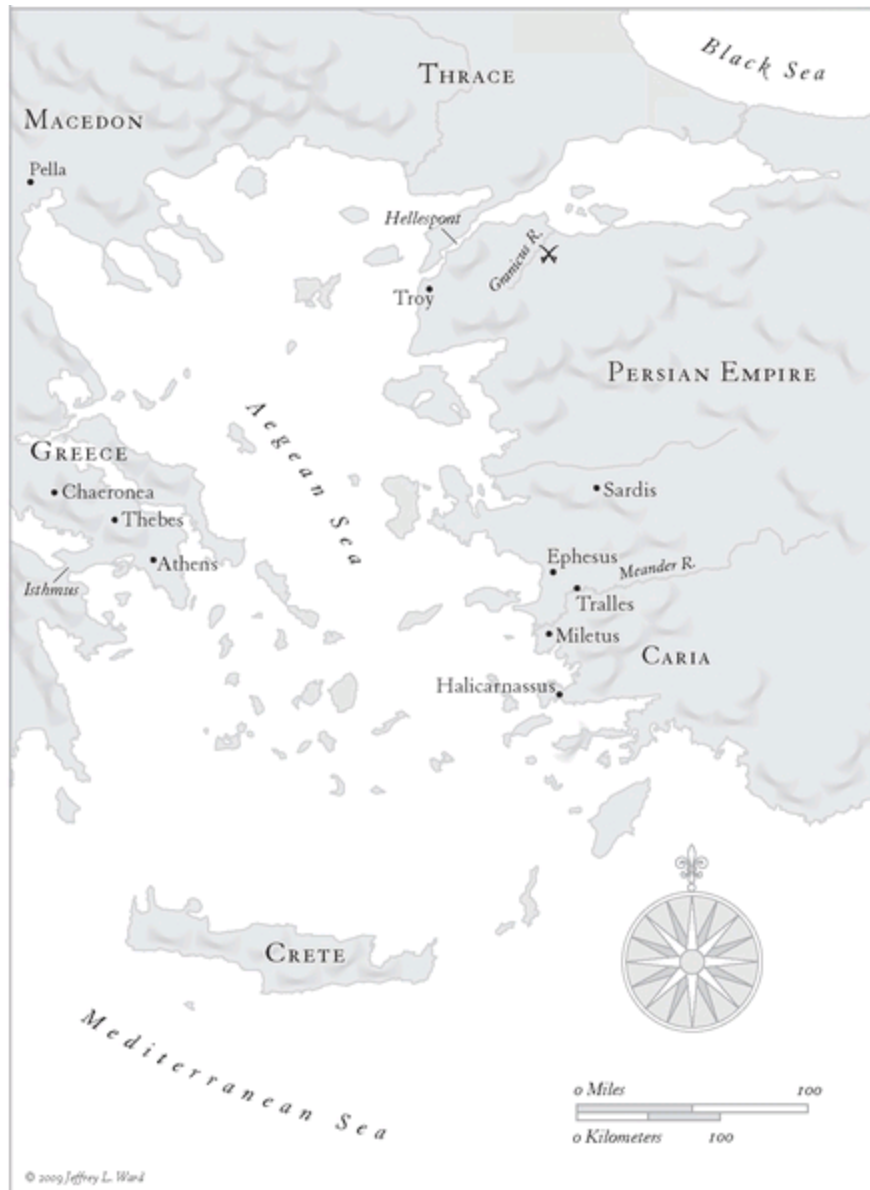 Black Sea
THRACE
MACEDON
Pella
Hellespont
Granicus R.
Troy
PERSIAN EMPIRE
Aegean Sea
GREECE
Chaeronea
Sardis
Thebes
Athens
Ephesus
Meander R.
Isthmus
Tralles
Miletus
CARIA
Halicarnassus
CRETE
Mediterranean Sea
0 Miles 100
0 Kilometers 100
© 2009 Jeffrey L. Ward